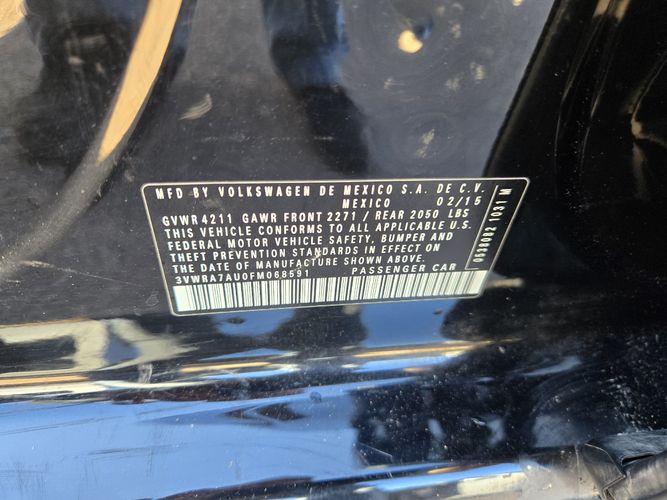 MFD BY VOLKSWAGEN DE MEXICO S.A. DE C.V.
MEXICO 02/15
GVWR 4211 GAWR FRONT 2271 / REAR 2050 LBS
THIS VEHICLE CONFORMS TO ALL APPLICABLE U.S.
FEDERAL MOTOR VEHICLE SAFETY, BUMPER AND
THEFT PREVENTION STANDARDS IN EFFECT ON
THE DATE OF MANUFACTURE SHOWN ABOVE.
3VWRA7AU0FM068591 PASSENGER CAR
0538082 1031 M